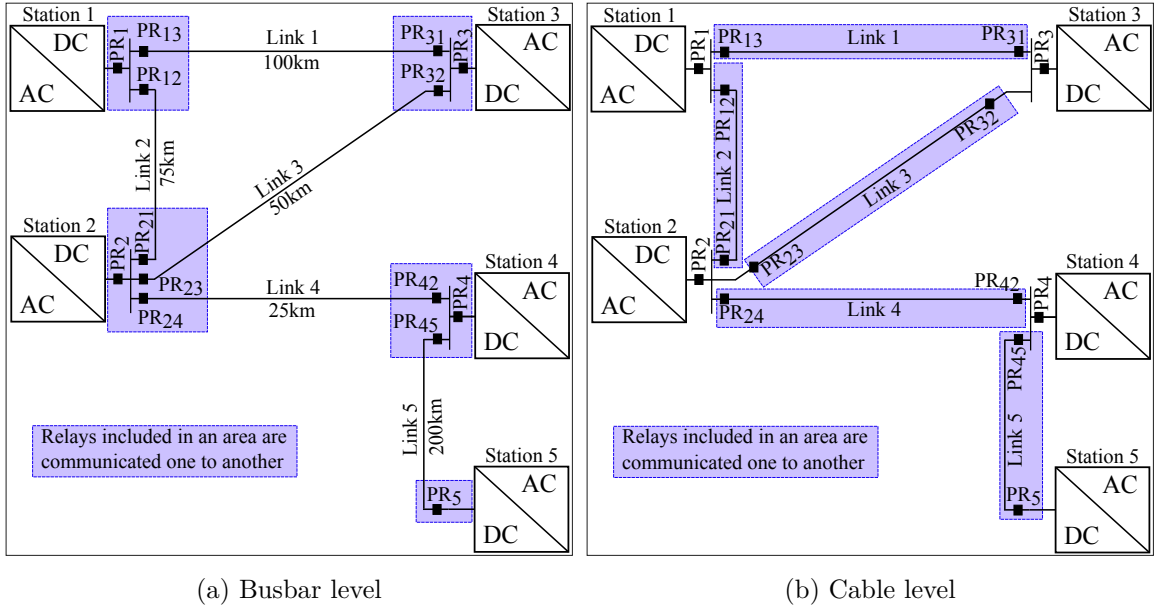 Station 1
DC
AC
PR1
PR13
PR12
Link 1
100km
Station 3
PR31
PR32
PR3
AC
DC
Link 2
75km
Link 3
50km
Station 2
DC
AC
PR2
PR21
PR23
PR24
Link 4
25km
Station 4
PR42
PR45
PR4
AC
DC
Link 5
200km
Relays included in an area are
communicated one to another
Station 5
PR5
AC
DC
(a) Busbar level
Station 1
DC
AC
PR1
PR13
Link 1
PR31
Station 3
PR3
AC
DC
PR12
Link 2
PR21
PR32
Link 3
PR23
Station 2
DC
AC
PR2
PR24
Link 4
PR42
Station 4
PR4
AC
DC
PR45
Link 5
PR5
Relays included in an area are
communicated one to another
Station 5
AC
DC
(b) Cable level